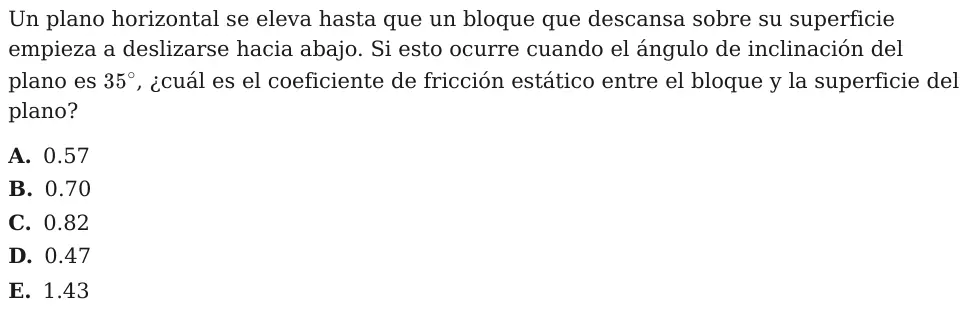 Un plano horizontal se eleva hasta que un bloque que descansa sobre su superficie
empieza a deslizarse hacia abajo. Si esto ocurre cuando el ángulo de inclinación del
plano es 35°, ¿cuál es el coeficiente de fricción estático entre el bloque y la superficie del
plano?
A. 0.57
B. 0.70
C. 0.82
D. 0.47
E. 1.43